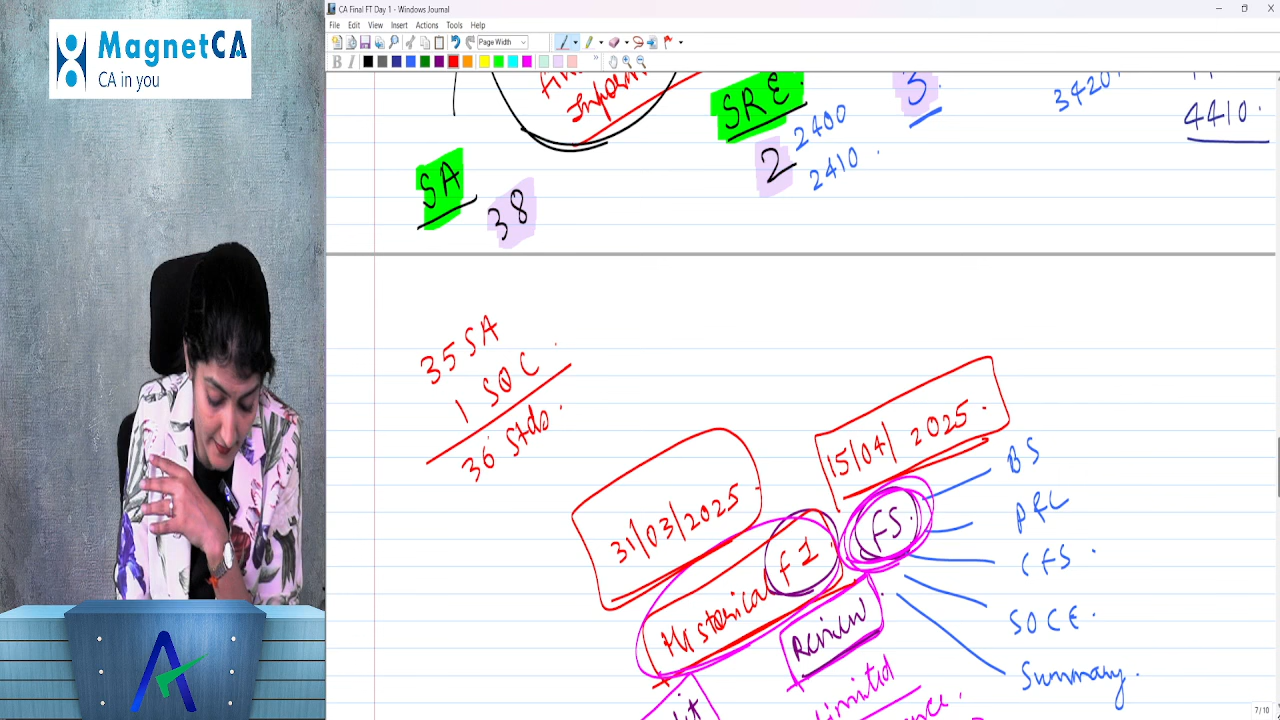 MagnetCA
CA in you
CA Final FT Day 1 - Windows Journal
File Edit View Insert Actions Tools Help
Page Width
B I
Inform
SRE.
2
2400
2410
3.
3420
4410
SA
38
35 SA
1 SQC
36 Stds.
31/03/2025
15/04/2025
Historical FI
FS
BS
P&L
CFS
SOCE.
Summary.
Review
limited
7/10